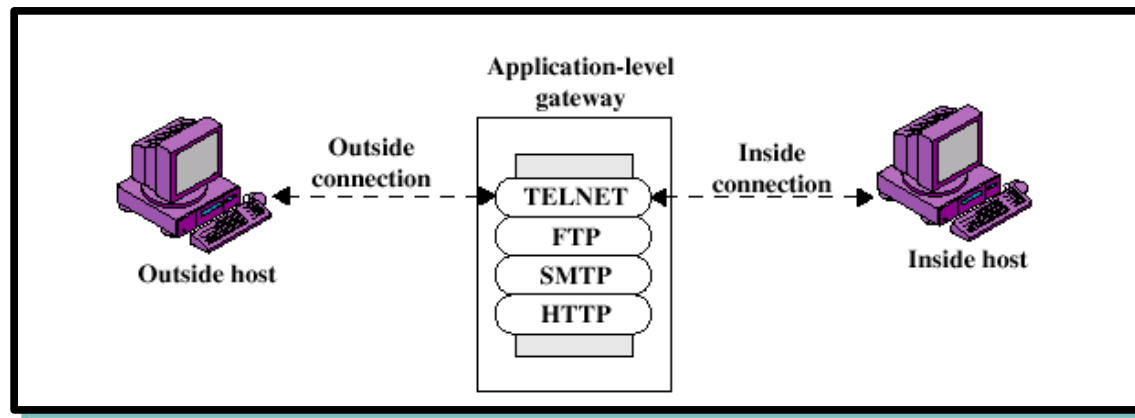 Application-level
gateway
Outside
connection
Inside
connection
TELNET
FTP
SMTP
HTTP
Outside host
Inside host